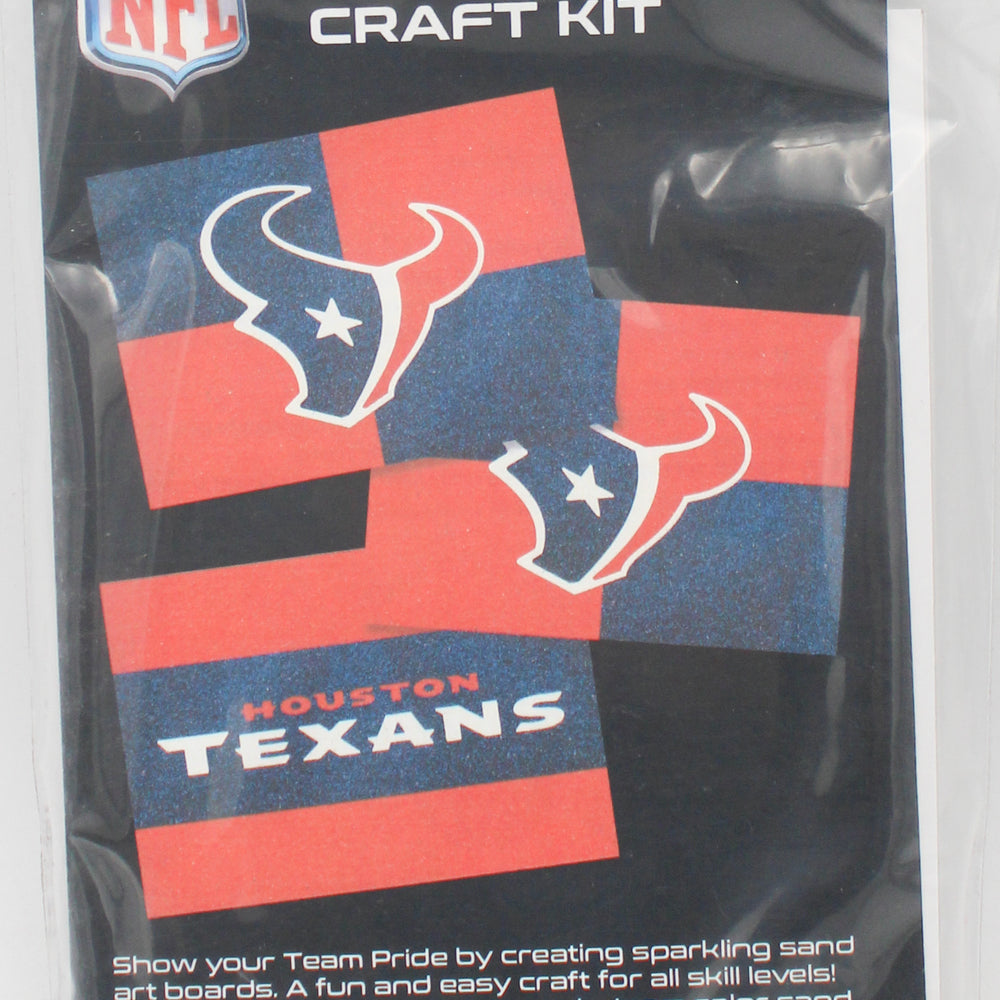 NFL
CRAFT KIT
HOUSTON
TEXANS
Show your Team Pride by creating sparkling sand
art boards. A fun and easy craft for all skill levels!
sand